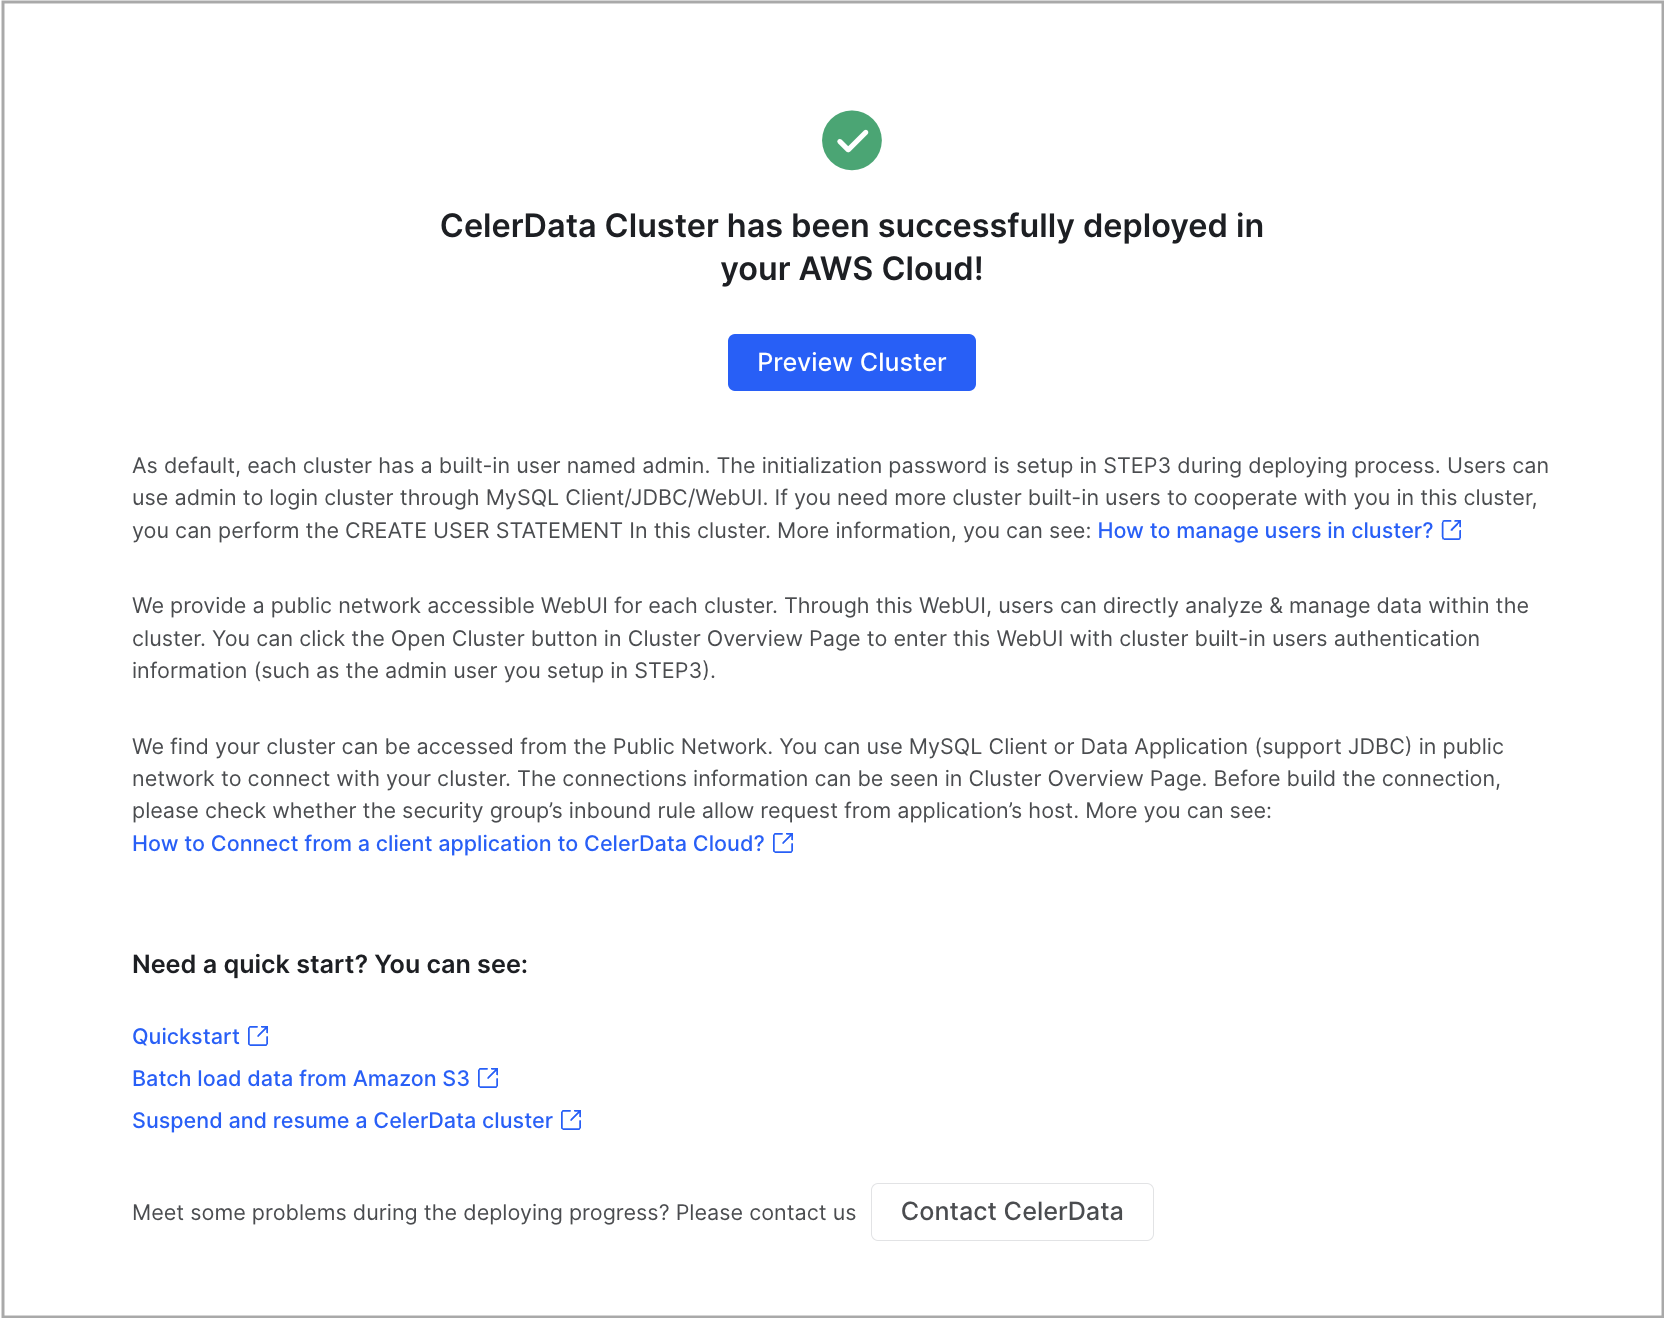 CelerData Cluster has been successfully deployed in
your AWS Cloud!
Preview Cluster
As default, each cluster has a built-in user named admin. The initialization password is setup in STEP3 during deploying process. Users can
use admin to login cluster through MySQL Client/JDBC/WebUI. If you need more cluster built-in users to cooperate with you in this cluster,
you can perform the CREATE USER STATEMENT In this cluster. More information, you can see: How to manage users in cluster?
We provide a public network accessible WebUI for each cluster. Through this WebUI, users can directly analyze & manage data within the
cluster. You can click the Open Cluster button in Cluster Overview Page to enter this WebUI with cluster built-in users authentication
information (such as the admin user you setup in STEP3).
We find your cluster can be accessed from the Public Network. You can use MySQL Client or Data Application (support JDBC) in public
network to connect with your cluster. The connections information can be seen in Cluster Overview Page. Before build the connection,
please check whether the security group’s inbound rule allow request from application’s host. More you can see:
How to Connect from a client application to CelerData Cloud?
Need a quick start? You can see:
Quickstart
Batch load data from Amazon S3
Suspend and resume a CelerData cluster
Meet some problems during the deploying progress? Please contact us Contact CelerData